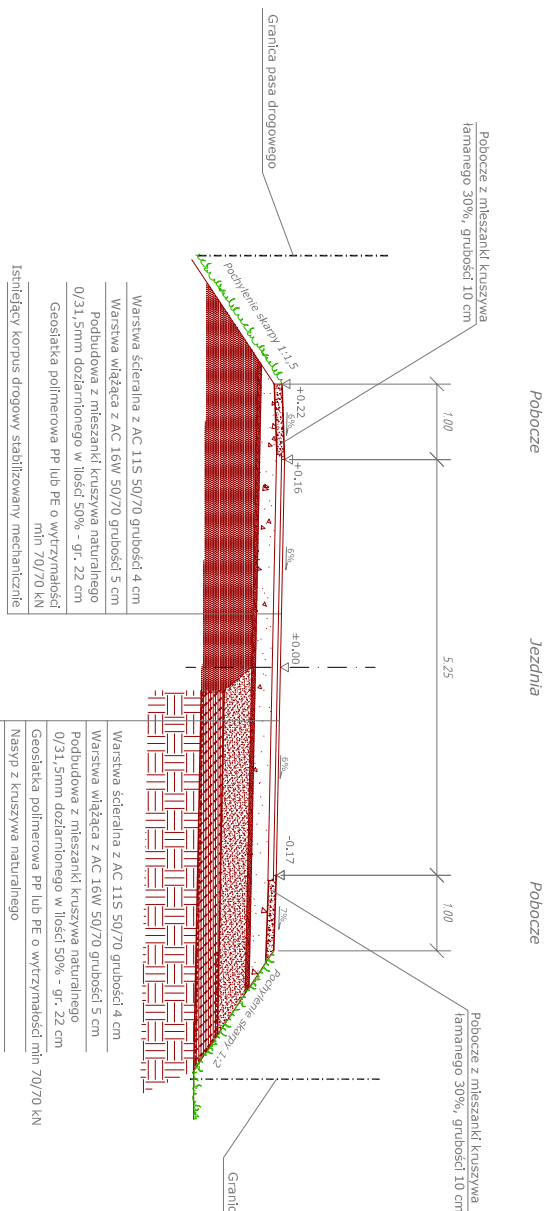 Pobocze
Jezdnia
Pobocze
Pobocze z mieszanki kruszywa
łamanego 30%, grubości 10 cm
Pobocze z mieszanki kruszywa
łamanego 30%, grubości 10 cm
1.00
5.25
1.00
Granica pasa drogowego
Granic
Pochylenie skarpy 1:1,5
+0.22
6%
+0.16
6%
±0.00
6%
-0.17
7%
Pochylenie skarpy 1:2
Warstwa ścieralna z AC 11S 50/70 grubości 4 cm
Warstwa wiążąca z AC 16W 50/70 grubości 5 cm
Podbudowa z mieszanki kruszywa naturalnego
0/31,5mm doziarnionego w ilości 50% - gr. 22 cm
Geosiatka polimerowa PP lub PE o wytrzymałości
min 70/70 kN
Istniejący korpus drogowy stabilizowany mechanicznie
Warstwa ścieralna z AC 11S 50/70 grubości 4 cm
Warstwa wiążąca z AC 16W 50/70 grubości 5 cm
Podbudowa z mieszanki kruszywa naturalnego
0/31,5mm doziarnionego w ilości 50% - gr. 22 cm
Geosiatka polimerowa PP lub PE o wytrzymałości min 70/70 kN
Nasyp z kruszywa naturalnego